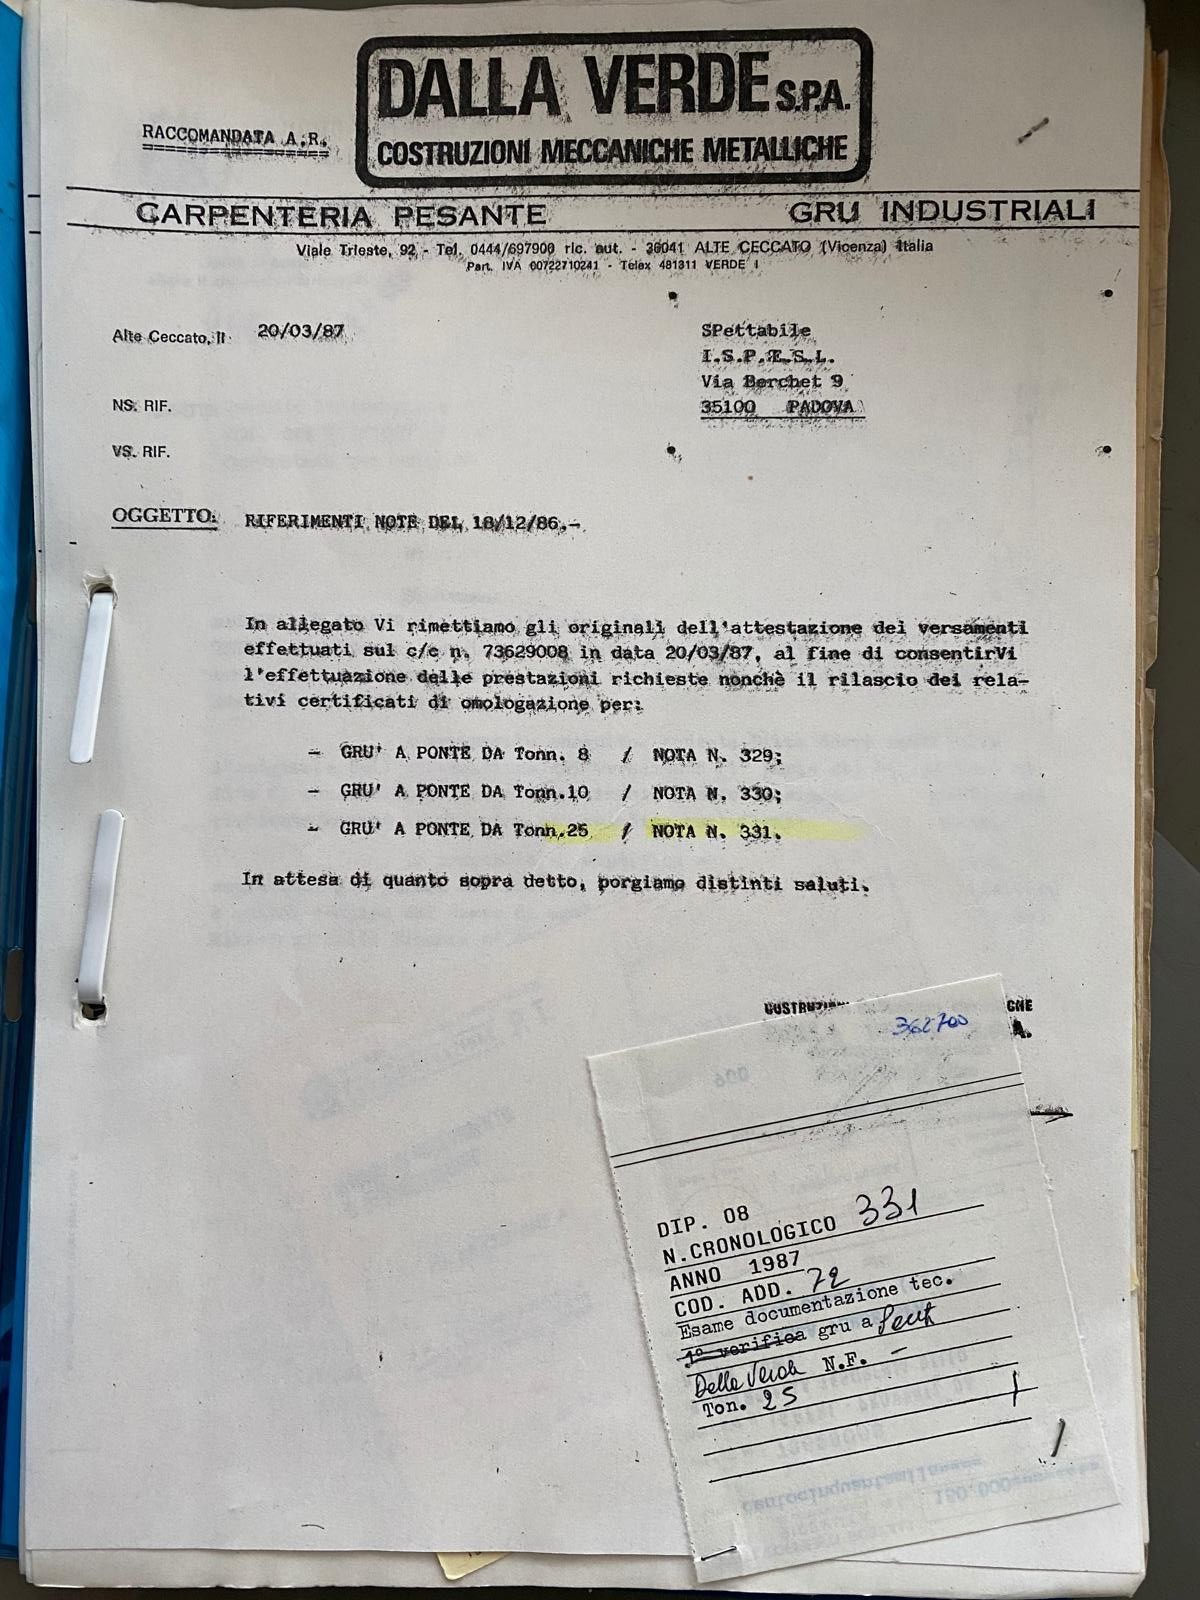 DALLA VERDE S.P.A.
COSTRUZIONI MECCANICHE METALLICHE
RACCOMANDATA A.R.
CARPENTERIA PESANTE GRU INDUSTRIALI
Viale Trieste, 92 - Tel. 0444/697900 ric. aut. - 36041 ALTE CECCATO (Vicenza) Italia
Part. IVA 00722710241 - Telex 481311 VERDE I
Alte Ceccato, li 20/03/87
SPettabile
I.S.P.E.S.L.
Via Berchet 9
35100 PADOVA
NS. RIF.
VS. RIF.
OGGETTO: RIFERIMENTI NOTE DEL 18/12/86.-
In allegato Vi rimettiamo gli originali dell'attestazione dei versamenti
effettuati sul c/c n. 73629008 in data 20/03/87, al fine di consentirVi
l'effettuazione delle prestazioni richieste nonchè il rilascio dei rela-
tivi certificati di omologazione per:
- GRU' A PONTE DA Tonn. 8 / NOTA N. 329;
- GRU' A PONTE DA Tonn.10 / NOTA N. 330;
- GRU' A PONTE DA Tonn.25 / NOTA N. 331.
In attesa di quanto sopra detto, porgiamo distinti saluti.
362700
DIP. 08
N.CRONOLOGICO 331
ANNO 1987
COD. ADD. 72
Esame documentazione tec.
1° verifica gru a
Dalla Verde N.F. -
Ton. 25
centocinquantamila
150.000